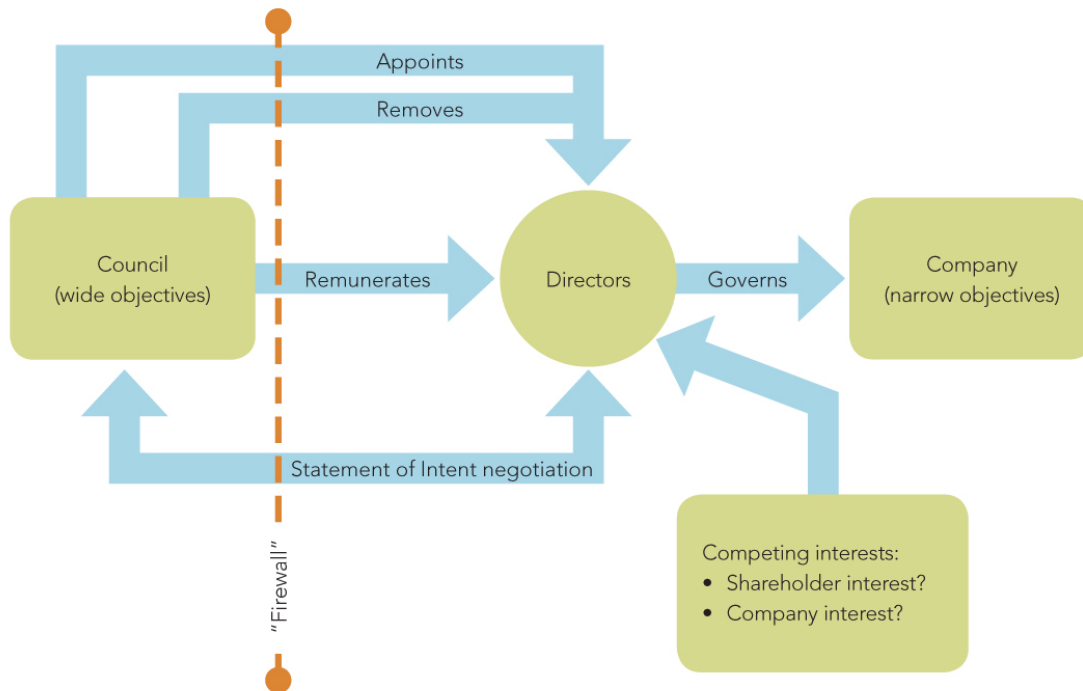 Appoints
Removes
Council
(wide objectives)
Remunerates
Directors
Governs
Company
(narrow objectives)
Statement of Intent negotiation
"Firewall"
Competing interests:
• Shareholder interest?
• Company interest?